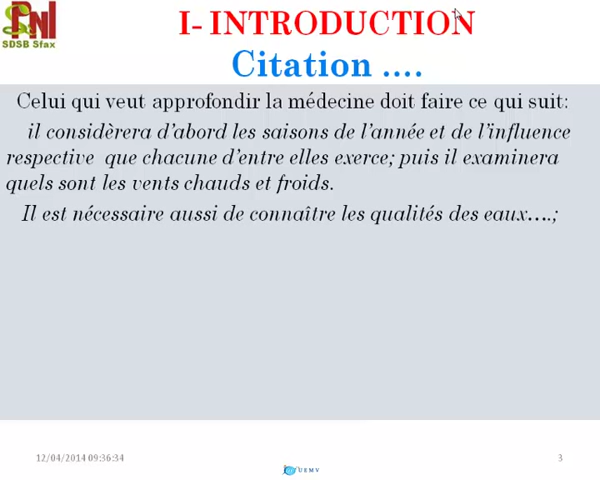 PNI
SDSB Sfax
I- INTRODUCTION
Citation ....
Celui qui veut approfondir la médecine doit faire ce qui suit:
il considèrera d'abord les saisons de l'année et de l'influence
respective que chacune d'entre elles exerce; puis il examinera
quels sont les vents chauds et froids.
Il est nécessaire aussi de connaître les qualités des eaux....;
12/04/2014 09:36:34
3
UEMV